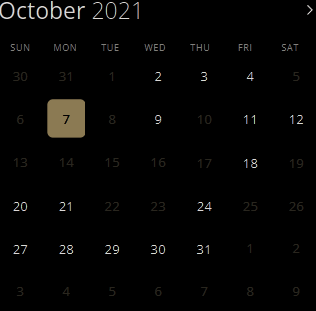 October 2021
SUN MON TUE WED THU FRI SAT
30 31 1 2 3 4 5
6 7 8 9 10 11 12
13 14 15 16 17 18 19
20 21 22 23 24 25 26
27 28 29 30 31 1 2
3 4 5 6 7 8 9